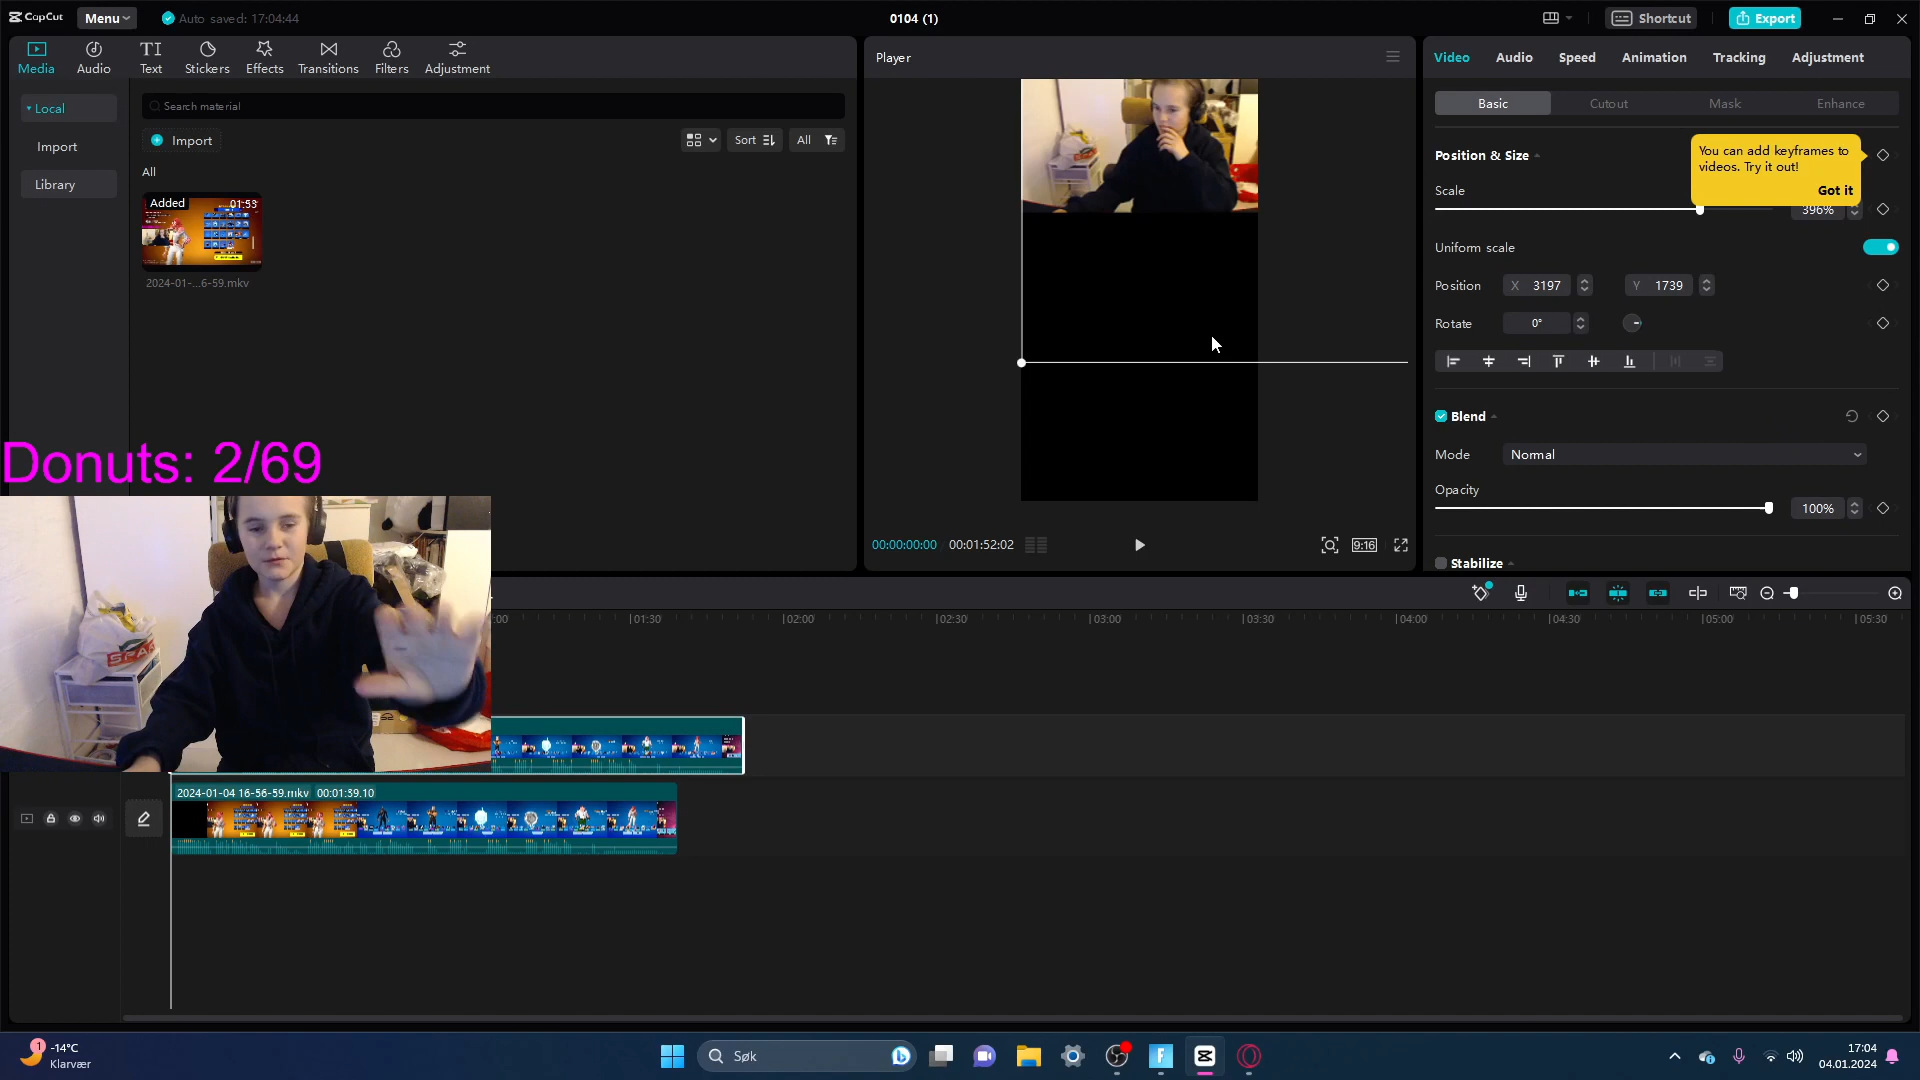 CapCut
Menu
Auto saved: 17:04:44
0104 (1)
Shortcut
Export
Media
Audio
TI
Text
Stickers
Effects
Transitions
Filters
Adjustment
Local
Import
Library
Search material
Import
Sort
All
All
Added
01:53
2024-01-...6-59.mkv
Player
00:00:00:00
00:01:52:02
9:16
Video
Audio
Speed
Animation
Tracking
Adjustment
Basic
Cutout
Mask
Enhance
Position & Size
You can add keyframes to
videos. Try it out!
Got it
Scale
396%
Uniform scale
Position
X 3197
Y 1739
Rotate
0°
Blend
Mode
Normal
Opacity
100%
Stabilize
Donuts: 2/69
SPAR
:00
01:30
02:00
02:30
03:00
03:30
04:00
04:30
05:00
05:30
2024-01-04 16-56-59.mkv 00:01:39.10
1
-14°C
Klarvær
Søk
17:04
04.01.2024